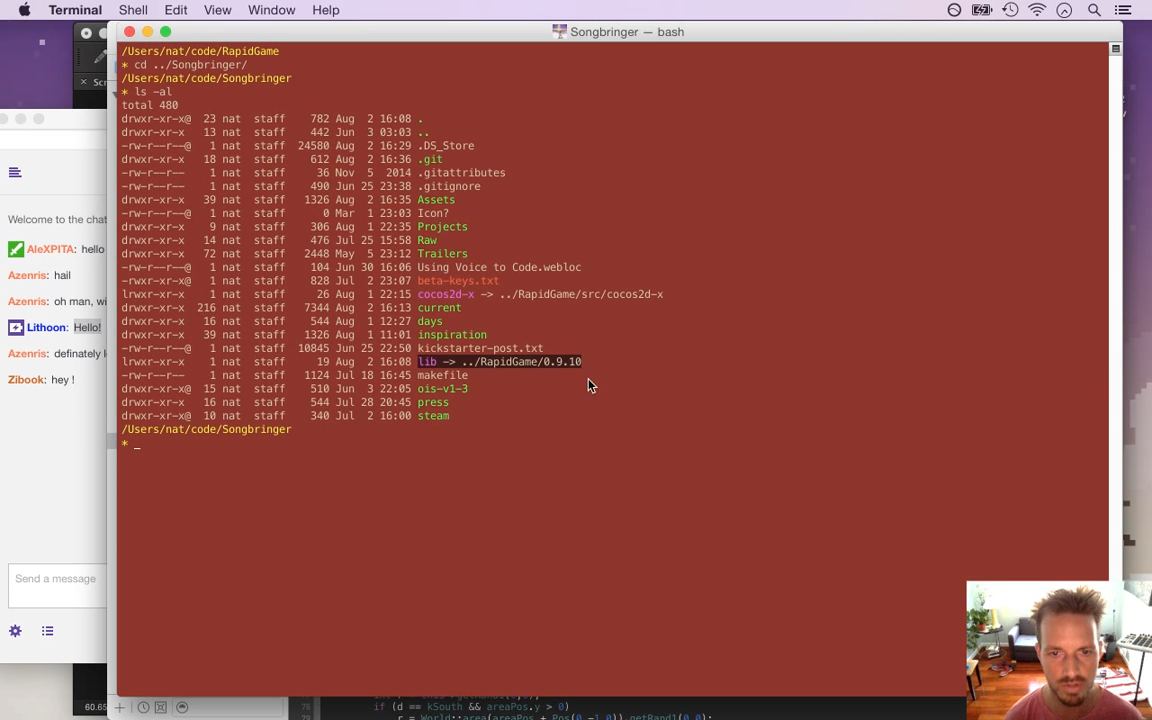 Terminal Shell Edit View Window Help
Songbringer — bash
/Users/nat/code/RapidGame
* cd ../Songbringer/
/Users/nat/code/Songbringer
* ls -al
total 480
drwxr-xr-x@ 23 nat staff 782 Aug 2 16:08 .
drwxr-xr-x 13 nat staff 442 Jun 3 03:03 ..
-rw-r--r--@ 1 nat staff 24580 Aug 2 16:29 .DS_Store
drwxr-xr-x 18 nat staff 612 Aug 2 16:36 .git
-rw-r--r-- 1 nat staff 36 Nov 5 2014 .gitattributes
-rw-r--r-- 1 nat staff 490 Jun 25 23:38 .gitignore
drwxr-xr-x 39 nat staff 1326 Aug 2 16:35 Assets
-rw-r--r--@ 1 nat staff 0 Mar 1 23:03 Icon?
drwxr-xr-x 9 nat staff 306 Aug 1 22:35 Projects
drwxr-xr-x 14 nat staff 476 Jul 25 15:58 Raw
drwxr-xr-x 72 nat staff 2448 May 5 23:12 Trailers
-rw-r--r--@ 1 nat staff 104 Jun 30 16:06 Using Voice to Code.webloc
-rwxr-xr-x@ 1 nat staff 828 Jul 2 23:07 beta-keys.txt
lrwxr-xr-x 1 nat staff 26 Aug 1 22:15 cocos2d-x -> ../RapidGame/src/cocos2d-x
drwxr-xr-x 216 nat staff 7344 Aug 2 16:13 current
drwxr-xr-x 16 nat staff 544 Aug 1 12:27 days
drwxr-xr-x@ 39 nat staff 1326 Aug 1 11:01 inspiration
-rw-r--r--@ 1 nat staff 10845 Jun 25 22:50 kickstarter-post.txt
lrwxr-xr-x 1 nat staff 19 Aug 2 16:08 lib -> ../RapidGame/0.9.10
-rw-r--r-- 1 nat staff 1124 Jul 18 16:45 makefile
drwxr-xr-x@ 15 nat staff 510 Jun 3 22:05 ois-v1-3
drwxr-xr-x 16 nat staff 544 Jul 28 20:45 press
drwxr-xr-x@ 10 nat staff 340 Jul 2 16:00 steam
/Users/nat/code/Songbringer
* _
Scr
Welcome to the chat
AleXPITA: hello
Azenris: hail
Azenris: oh man, wi
Lithoon: Hello!
Azenris: definately l
Zibook: hey !
Send a message
60.65
78 if (d == kSouth && areaPos.y > 0)